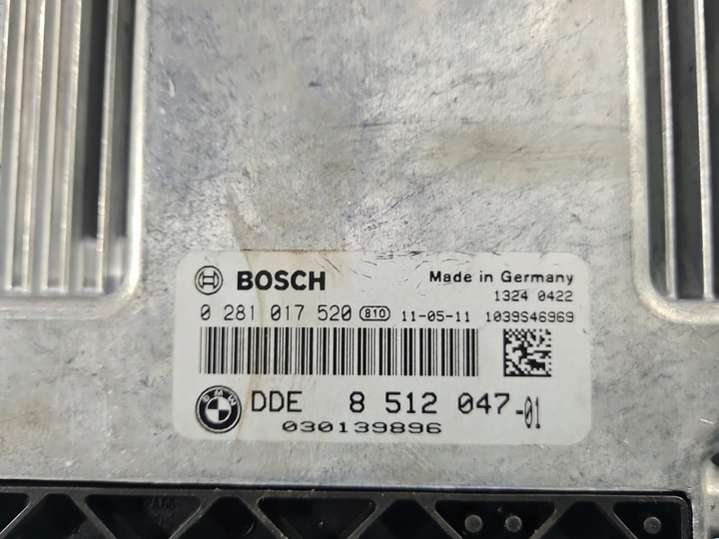 BOSCH
Made in Germany
1324 0422
0 281 017 520 810 11-05-11 1039S46969
BMW
DDE 8 512 047-01
030139896